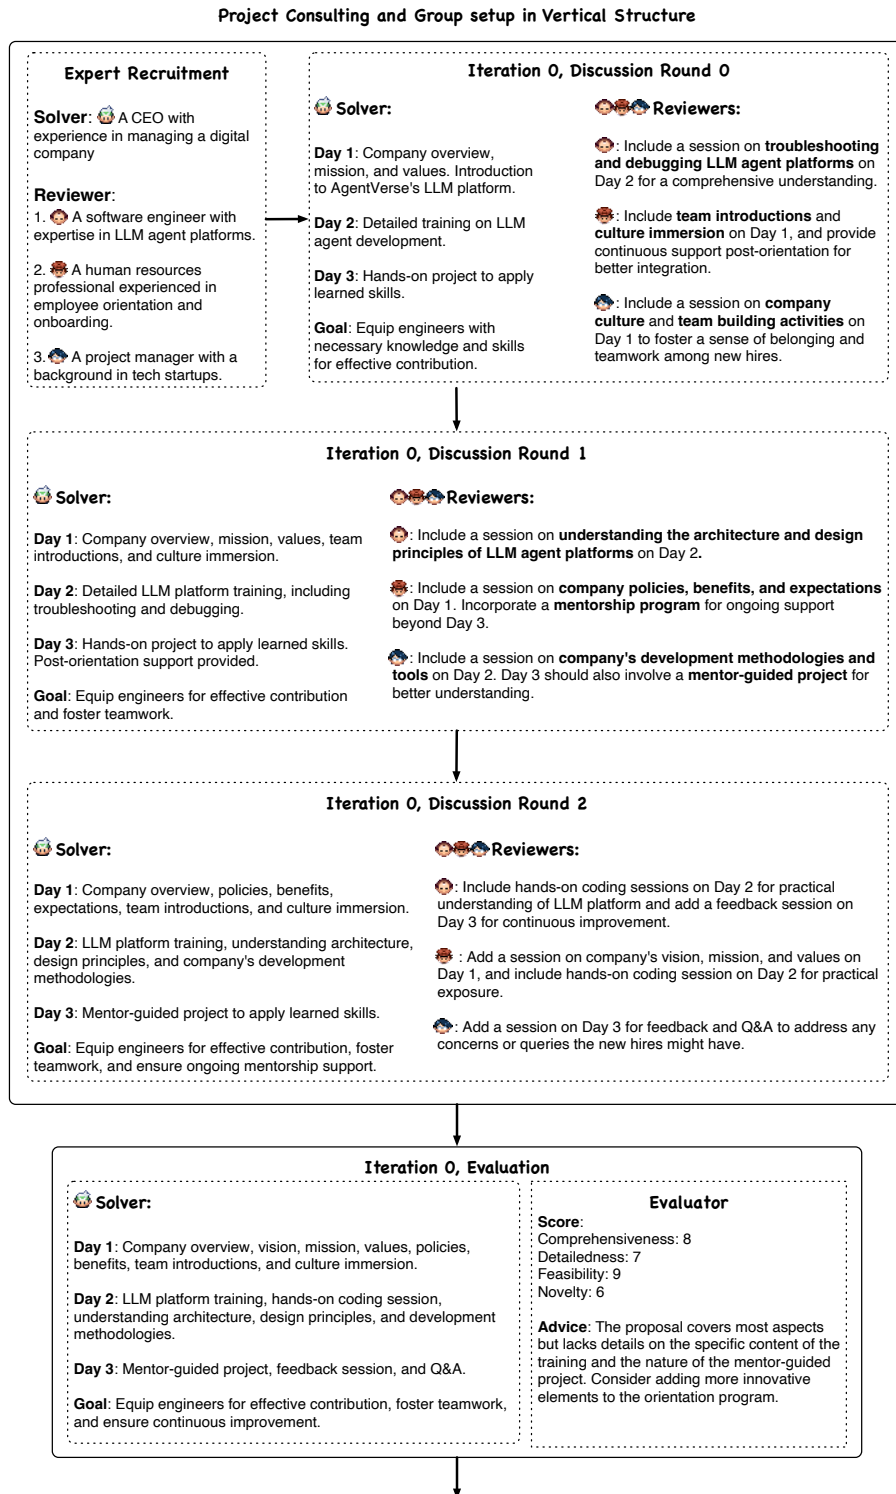 Project Consulting and Group setup in Vertical Structure
Expert Recruitment
Solver: A CEO with
experience in managing a digital
company
Reviewer:
1. A software engineer with
expertise in LLM agent platforms.
2. A human resources
professional experienced in
employee orientation and
onboarding.
3. A project manager with a
background in tech startups.
Iteration 0, Discussion Round 0
Solver:
Day 1: Company overview,
mission, and values. Introduction
to AgentVerse's LLM platform.
Day 2: Detailed training on LLM
agent development.
Day 3: Hands-on project to apply
learned skills.
Goal: Equip engineers with
necessary knowledge and skills
for effective contribution.
Reviewers:
: Include a session on troubleshooting
and debugging LLM agent platforms on
Day 2 for a comprehensive understanding.
: Include team introductions and
culture immersion on Day 1, and provide
continuous support post-orientation for
better integration.
: Include a session on company
culture and team building activities on
Day 1 to foster a sense of belonging and
teamwork among new hires.
Iteration 0, Discussion Round 1
Solver:
Day 1: Company overview, mission, values, team
introductions, and culture immersion.
Day 2: Detailed LLM platform training, including
troubleshooting and debugging.
Day 3: Hands-on project to apply learned skills.
Post-orientation support provided.
Goal: Equip engineers for effective contribution
and foster teamwork.
Reviewers:
: Include a session on understanding the architecture and design
principles of LLM agent platforms on Day 2.
: Include a session on company policies, benefits, and expectations
on Day 1. Incorporate a mentorship program for ongoing support
beyond Day 3.
: Include a session on company's development methodologies and
tools on Day 2. Day 3 should also involve a mentor-guided project for
better understanding.
Iteration 0, Discussion Round 2
Solver:
Day 1: Company overview, policies, benefits,
expectations, team introductions, and culture immersion.
Day 2: LLM platform training, understanding architecture,
design principles, and company's development
methodologies.
Day 3: Mentor-guided project to apply learned skills.
Goal: Equip engineers for effective contribution, foster
teamwork, and ensure ongoing mentorship support.
Reviewers:
: Include hands-on coding sessions on Day 2 for practical
understanding of LLM platform and add a feedback session on
Day 3 for continuous improvement.
: Add a session on company's vision, mission, and values on
Day 1, and include hands-on coding session on Day 2 for practical
exposure.
: Add a session on Day 3 for feedback and Q&A to address any
concerns or queries the new hires might have.
Iteration 0, Evaluation
Solver:
Day 1: Company overview, vision, mission, values, policies,
benefits, team introductions, and culture immersion.
Day 2: LLM platform training, hands-on coding session,
understanding architecture, design principles, and development
methodologies.
Day 3: Mentor-guided project, feedback session, and Q&A.
Goal: Equip engineers for effective contribution, foster teamwork,
and ensure continuous improvement.
Evaluator
Score:
Comprehensiveness: 8
Detailedness: 7
Feasibility: 9
Novelty: 6
Advice: The proposal covers most aspects
but lacks details on the specific content of the
training and the nature of the mentor-guided
project. Consider adding more innovative
elements to the orientation program.